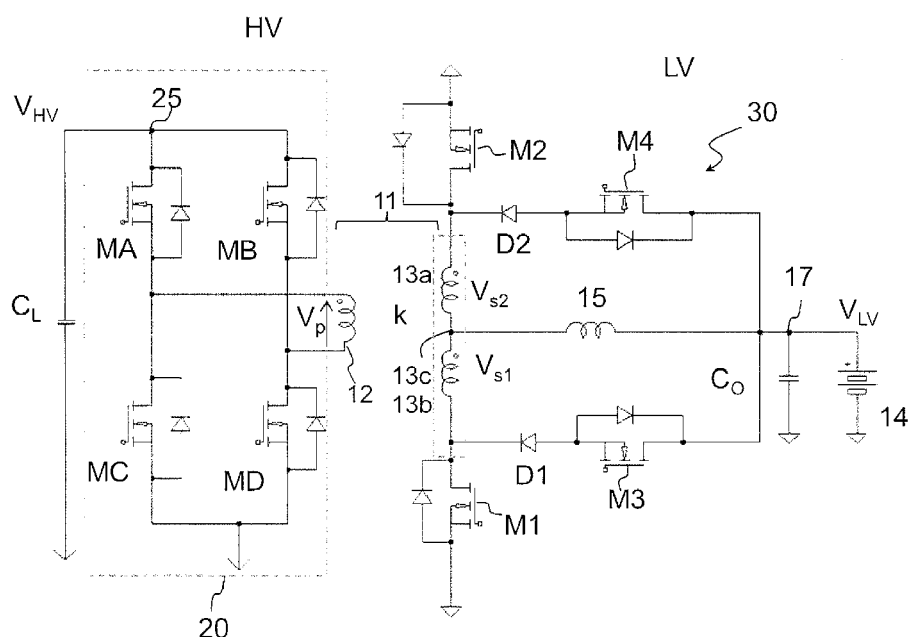 HV
LV
V_HV
25
30
M4
M2
11
MA
MB
D2
13a
V_s2
15
17
V_LV
C_L
V_p
k
12
13c
V_s1
13b
C_O
+
14
MC
MD
D1
M3
M1
20